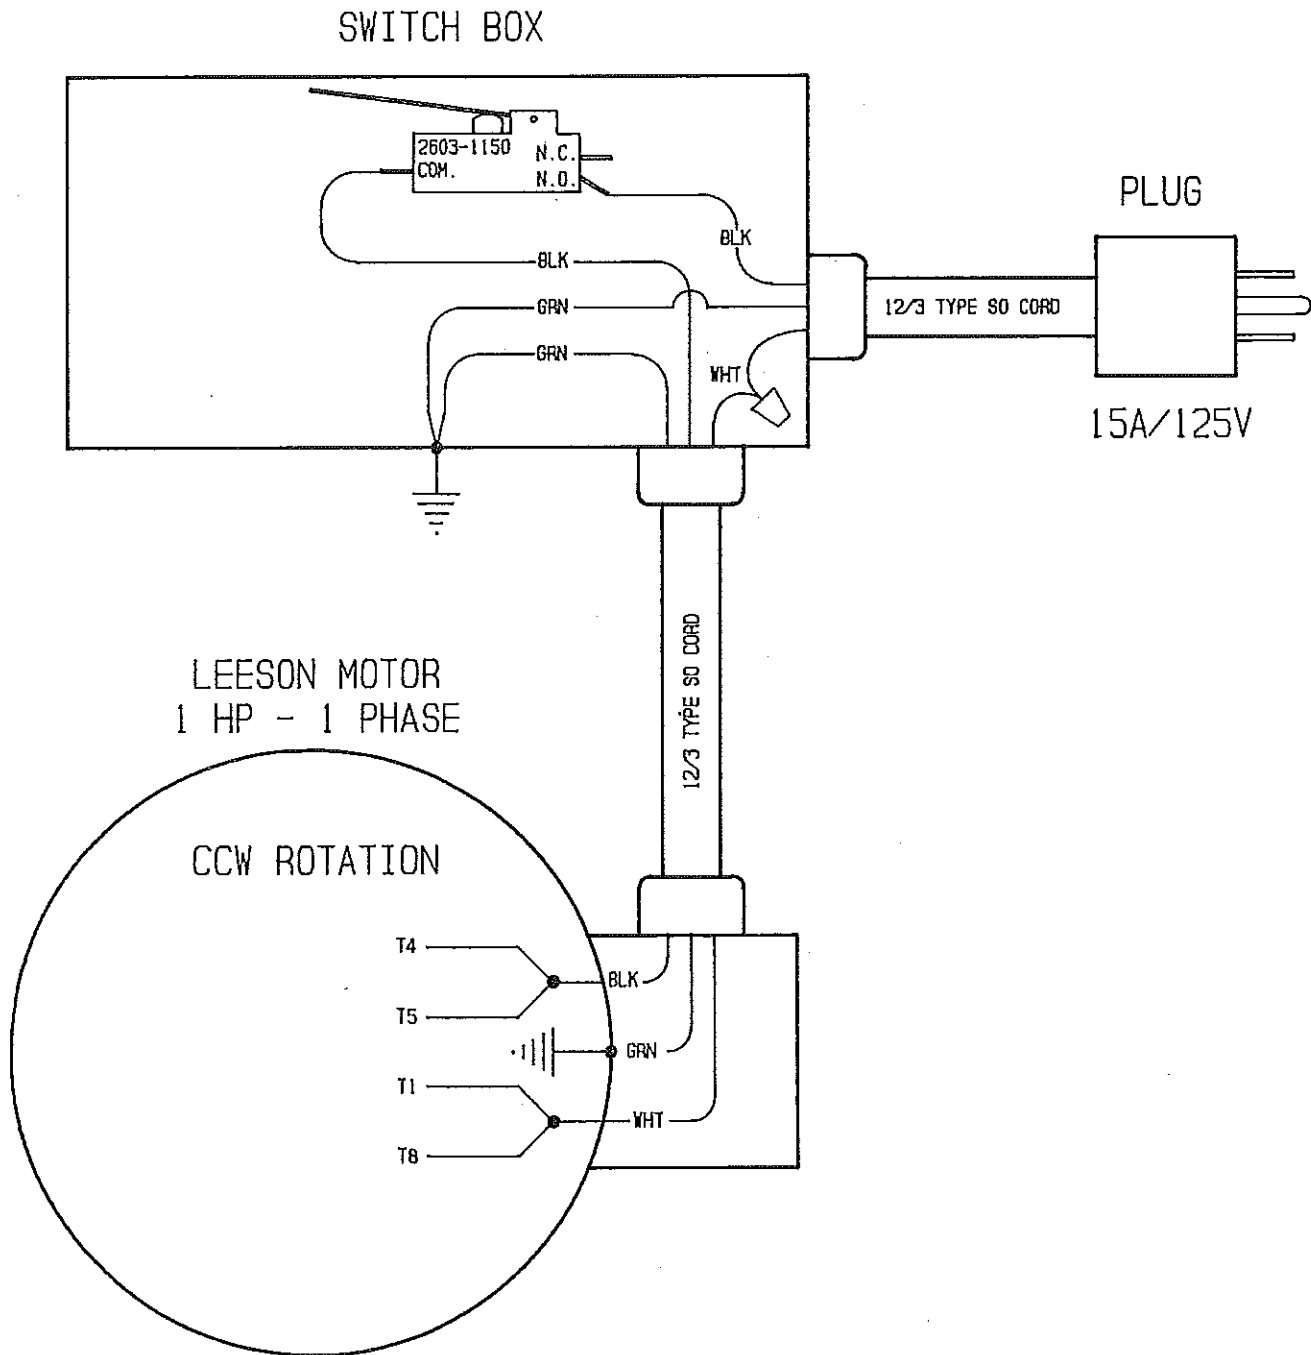 SWITCH BOX
2603-1150
COM.
N.C.
N.O.
BLK
BLK
GRN
GRN
WHT
PLUG
12/3 TYPE SO CORD
15A/125V
12/3 TYPE SO CORD
LEESON MOTOR
1 HP - 1 PHASE
CCW ROTATION
T4
BLK
T5
GRN
T1
WHT
T8